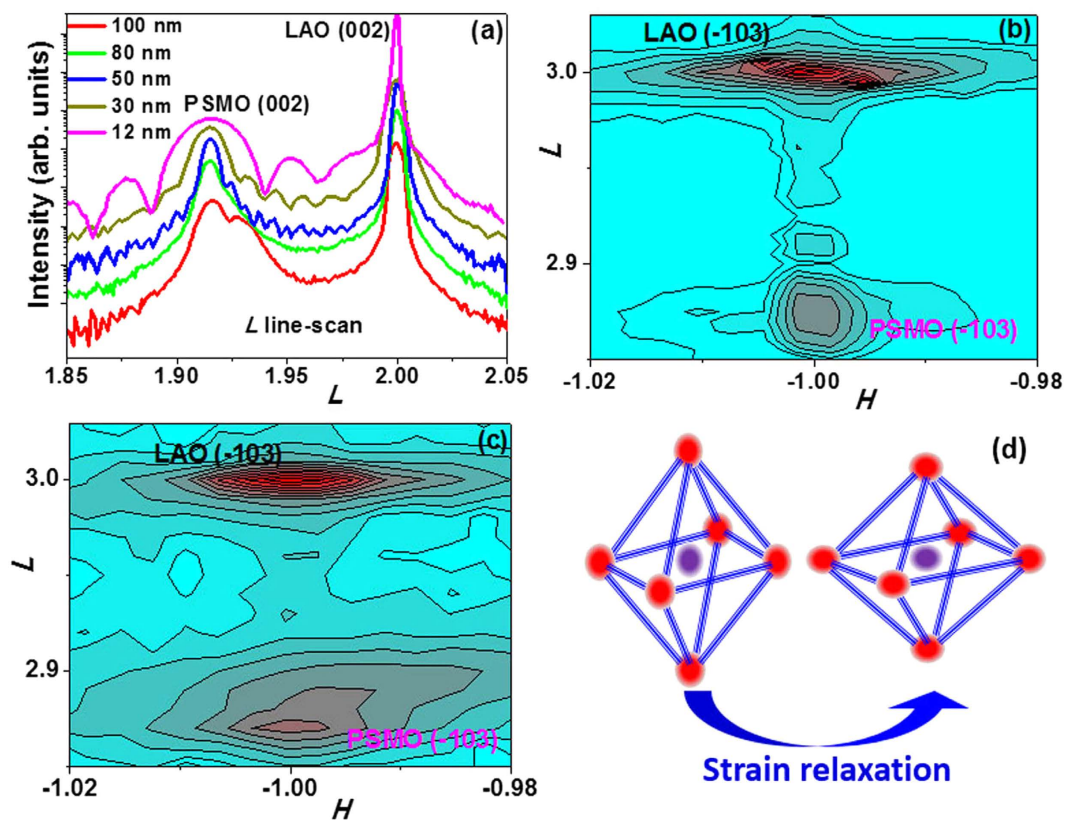 Intensity (arb. units)
100 nm
80 nm
50 nm
30 nm
12 nm
LAO (002)
(a)
PSMO (002)
L line-scan
1.85 1.90 1.95 2.00 2.05
L
LAO (-103)
(b)
3.0
L
2.9
PSMO (-103)
-1.02 -1.00 -0.98
H
LAO (-103)
(c)
3.0
L
2.9
PSMO (-103)
-1.02 -1.00 -0.98
H
(d)
Strain relaxation